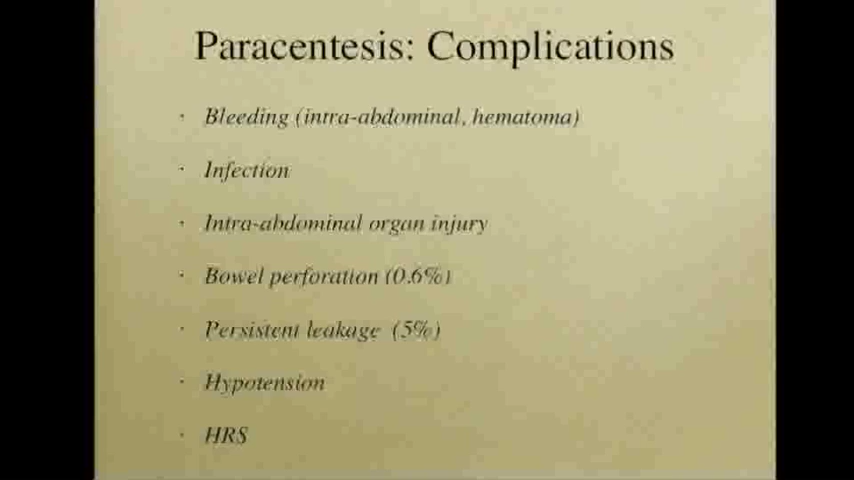 Paracentesis: Complications
· Bleeding (intra-abdominal, hematoma)
· Infection
· Intra-abdominal organ injury
· Bowel perforation (0.6%)
· Persistent leakage (5%)
· Hypotension
· HRS